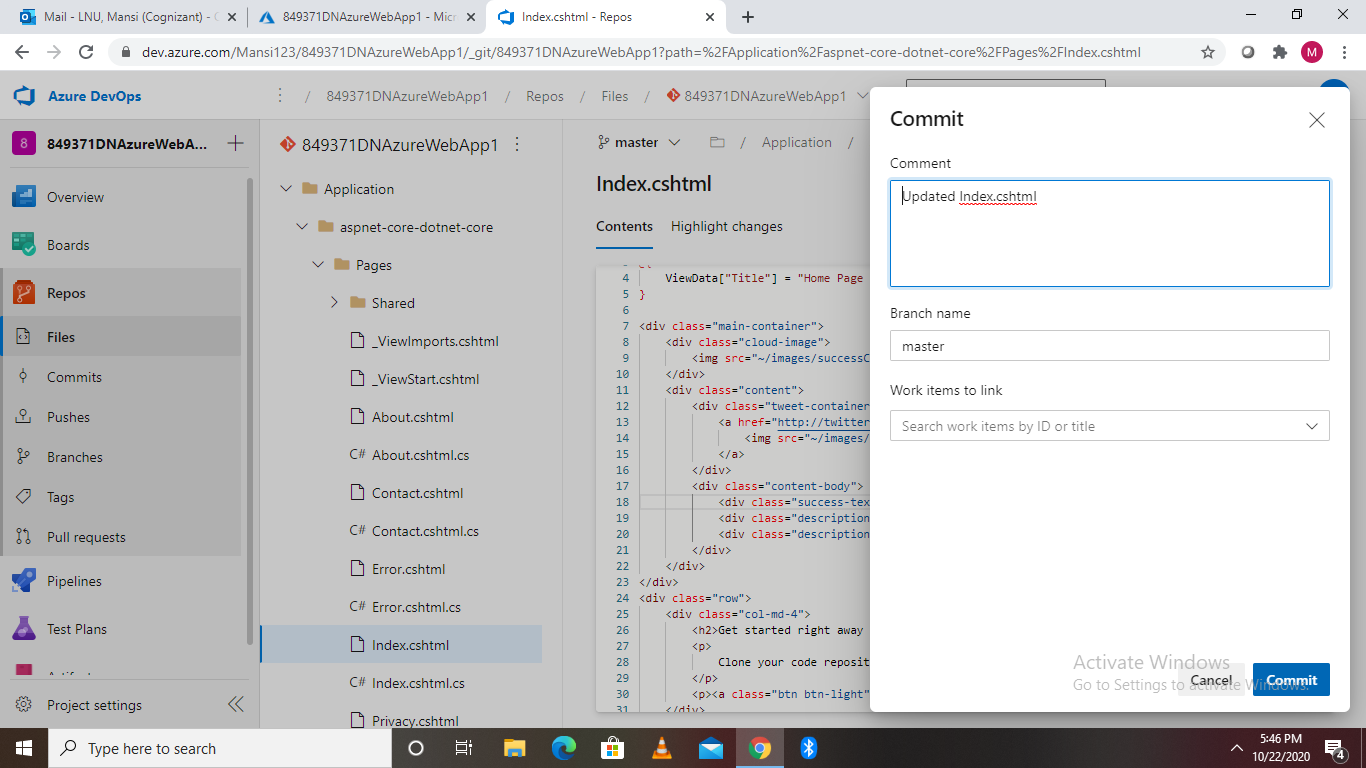 Mail - LNU, Mansi (Cognizant) -
849371DNAzureWebApp1 - Micr
Index.cshtml - Repos
dev.azure.com/Mansi123/849371DNAzureWebApp1/_git/849371DNAzureWebApp1?path=%2FApplication%2Faspnet-core-dotnet-core%2FPages%2FIndex.cshtml
M
Azure DevOps
/ 849371DNAzureWebApp1 / Repos / Files / 849371DNAzureWebApp1
8 849371DNAzureWebA...
Overview
Boards
Repos
Files
Commits
Pushes
Branches
Tags
Pull requests
Pipelines
Test Plans
Project settings
849371DNAzureWebApp1
Application
aspnet-core-dotnet-core
Pages
Shared
_ViewImports.cshtml
_ViewStart.cshtml
About.cshtml
C# About.cshtml.cs
Contact.cshtml
C# Contact.cshtml.cs
Error.cshtml
C# Error.cshtml.cs
Index.cshtml
C# Index.cshtml.cs
Privacy.cshtml
master / Application /
Index.cshtml
Contents Highlight changes
4 ViewData["Title"] = "Home Page
5 }
6
7 <div class="main-container">
8 <div class="cloud-image">
9 <img src="~/images/successC
10 </div>
11 <div class="content">
12 <div class="tweet-container
13 <a href="http://twitter
14 <img src="~/images/
15 </a>
16 </div>
17 <div class="content-body">
18 <div class="success-tex
19 <div class="description
20 <div class="description
21 </div>
22 </div>
23 </div>
24 <div class="row">
25 <div class="col-md-4">
26 <h2>Get started right away
27 <p>
28 Clone your code reposit
29 </p>
30 <p><a class="btn btn-light"
31 </div>
Commit
Comment
Updated Index.cshtml
Branch name
master
Work items to link
Search work items by ID or title
Activate Windows
Go to Settings to activate Windows.
Cancel Commit
Type here to search
5:46 PM
10/22/2020
4